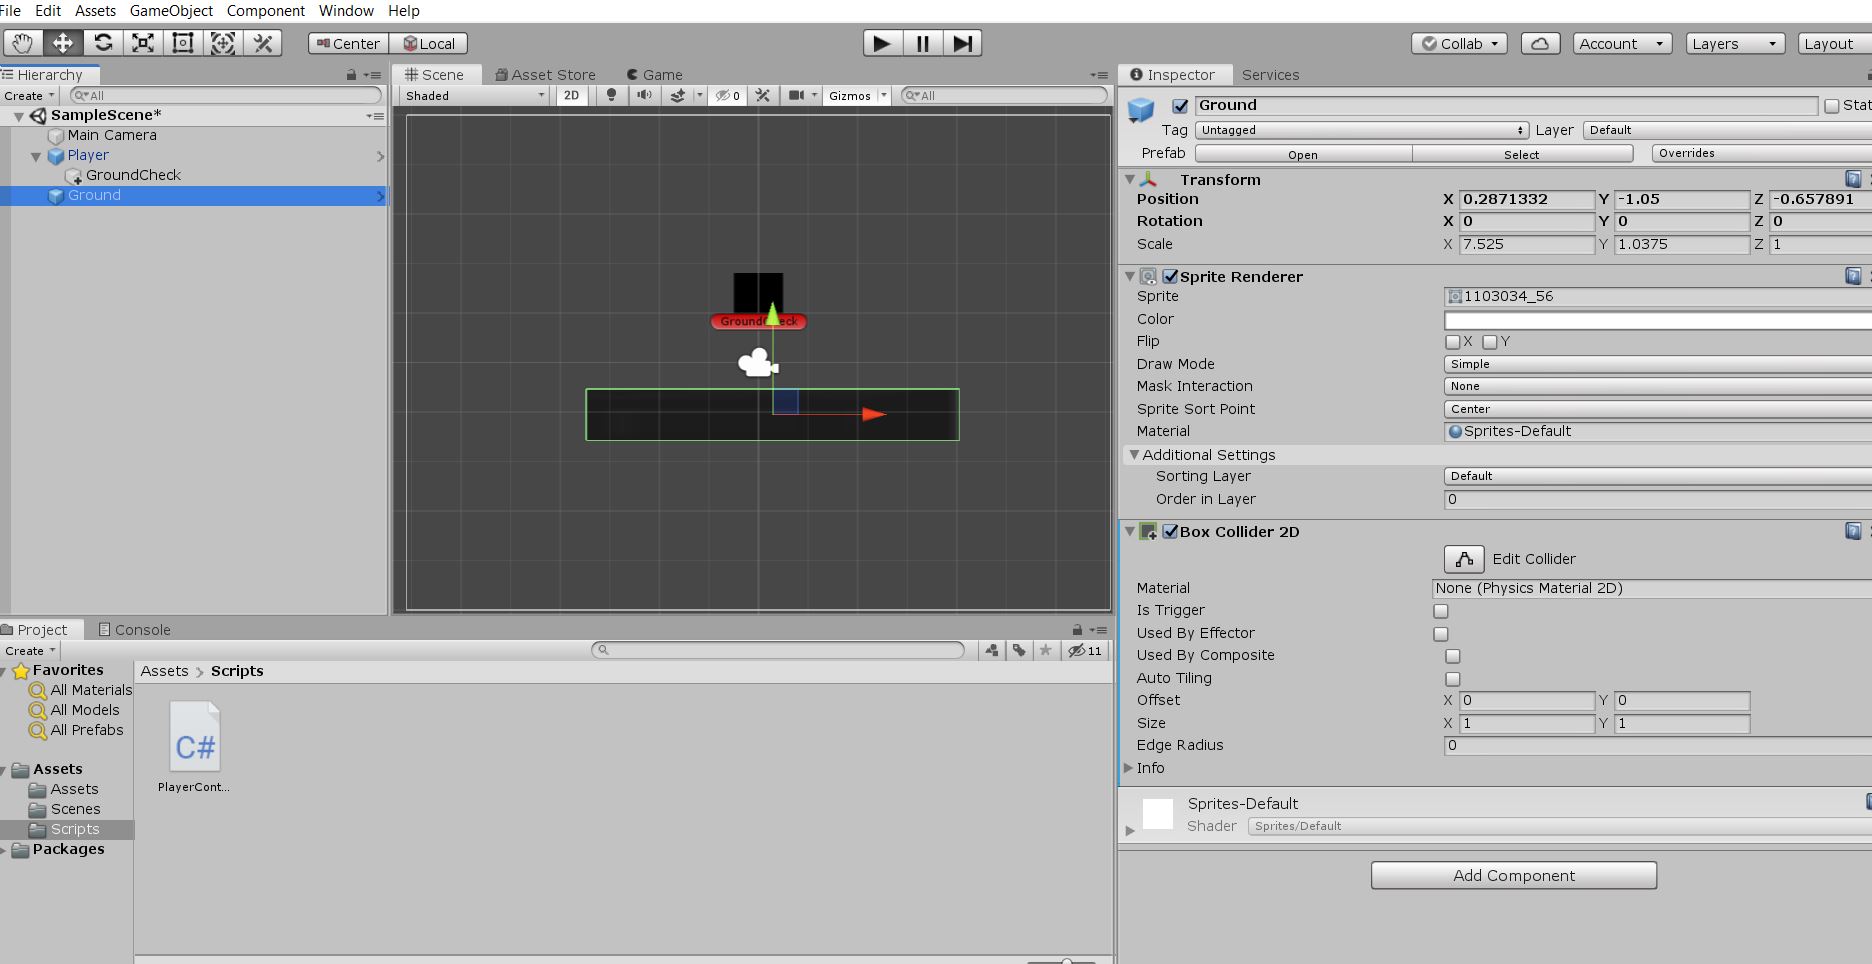 File Edit Assets GameObject Component Window Help
Center Local
Collab Account Layers Layout
Hierarchy
Create All
SampleScene*
Main Camera
Player
GroundCheck
Ground
Scene Asset Store Game
Shaded 2D 0 Gizmos All
GroundCheck
Project Console
Create 11
Favorites
All Materials
All Models
All Prefabs
Assets
Assets
Scenes
Scripts
Packages
Assets > Scripts
C#
PlayerCont...
Inspector Services
Ground Stat
Tag Untagged Layer Default
Prefab Open Select Overrides
Transform
Position X 0.2871332 Y -1.05 Z -0.657891
Rotation X 0 Y 0 Z 0
Scale X 7.525 Y 1.0375 Z 1
Sprite Renderer
Sprite 1103034_56
Color
Flip X Y
Draw Mode Simple
Mask Interaction None
Sprite Sort Point Center
Material Sprites-Default
Additional Settings
Sorting Layer Default
Order in Layer 0
Box Collider 2D
Edit Collider
Material None (Physics Material 2D)
Is Trigger
Used By Effector
Used By Composite
Auto Tiling
Offset X 0 Y 0
Size X 1 Y 1
Edge Radius 0
Info
Sprites-Default
Shader Sprites/Default
Add Component